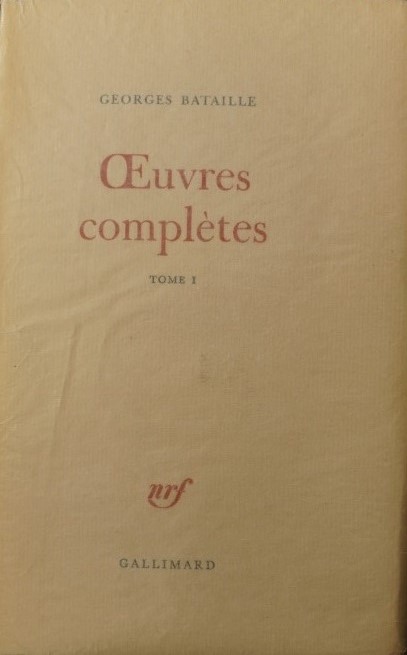 GEORGES BATAILLE
Œuvres
complètes
TOME I
nrf
GALLIMARD